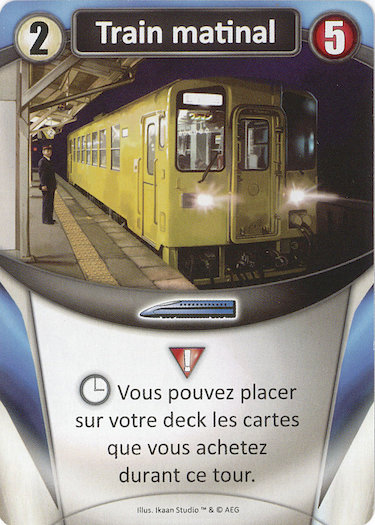 2 Train matinal 5
Vous pouvez placer
sur votre deck les cartes
que vous achetez
durant ce tour.
Illus. Ikaan Studio ™ & © AEG